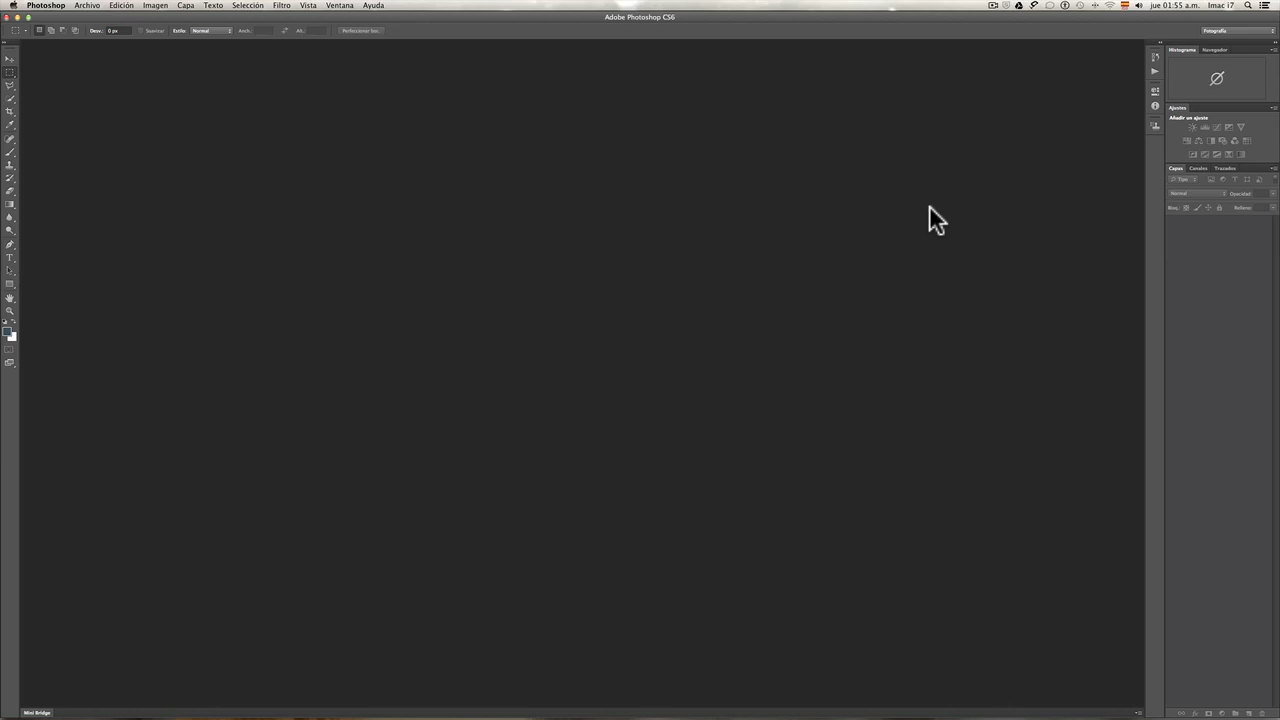 Photoshop Archivo Edición Imagen Capa Texto Selección Filtro Vista Ventana Ayuda jue 01:55 a.m. Imac i7
Adobe Photoshop CS6
Desv.: 0 px Suavizar Estilo: Normal Anch.: Alt.: Perfeccionar bor. Fotografía
Histograma Navegador
Ajustes
Añadir un ajuste
Capas Canales Trazados
Tipo
Normal Opacidad:
Bloq.: Relleno:
Mini Bridge